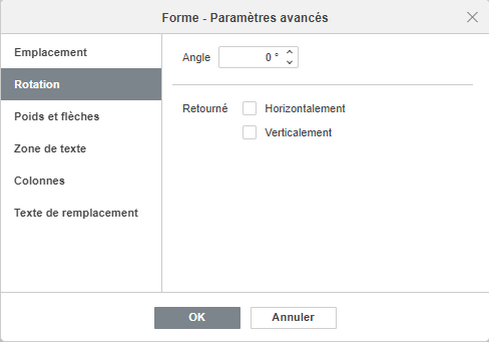 Forme - Paramètres avancés
Emplacement
Rotation
Poids et flèches
Zone de texte
Colonnes
Texte de remplacement
Angle 0 °
Retourné Horizontalement
Verticalement
OK Annuler